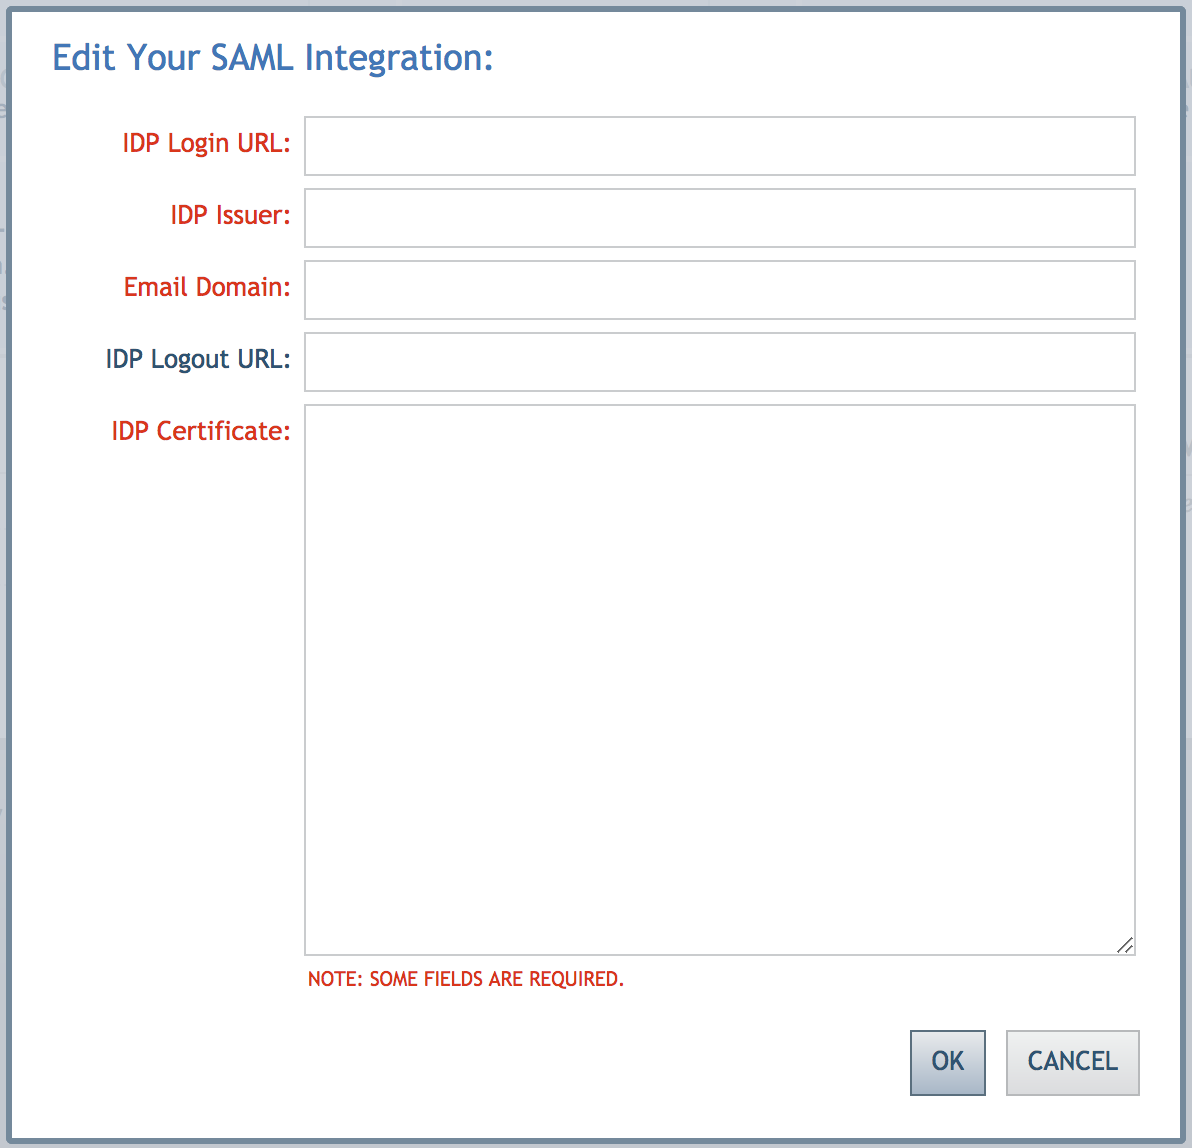 Edit Your SAML Integration:
IDP Login URL:
IDP Issuer:
Email Domain:
IDP Logout URL:
IDP Certificate:
NOTE: SOME FIELDS ARE REQUIRED.
OK
CANCEL